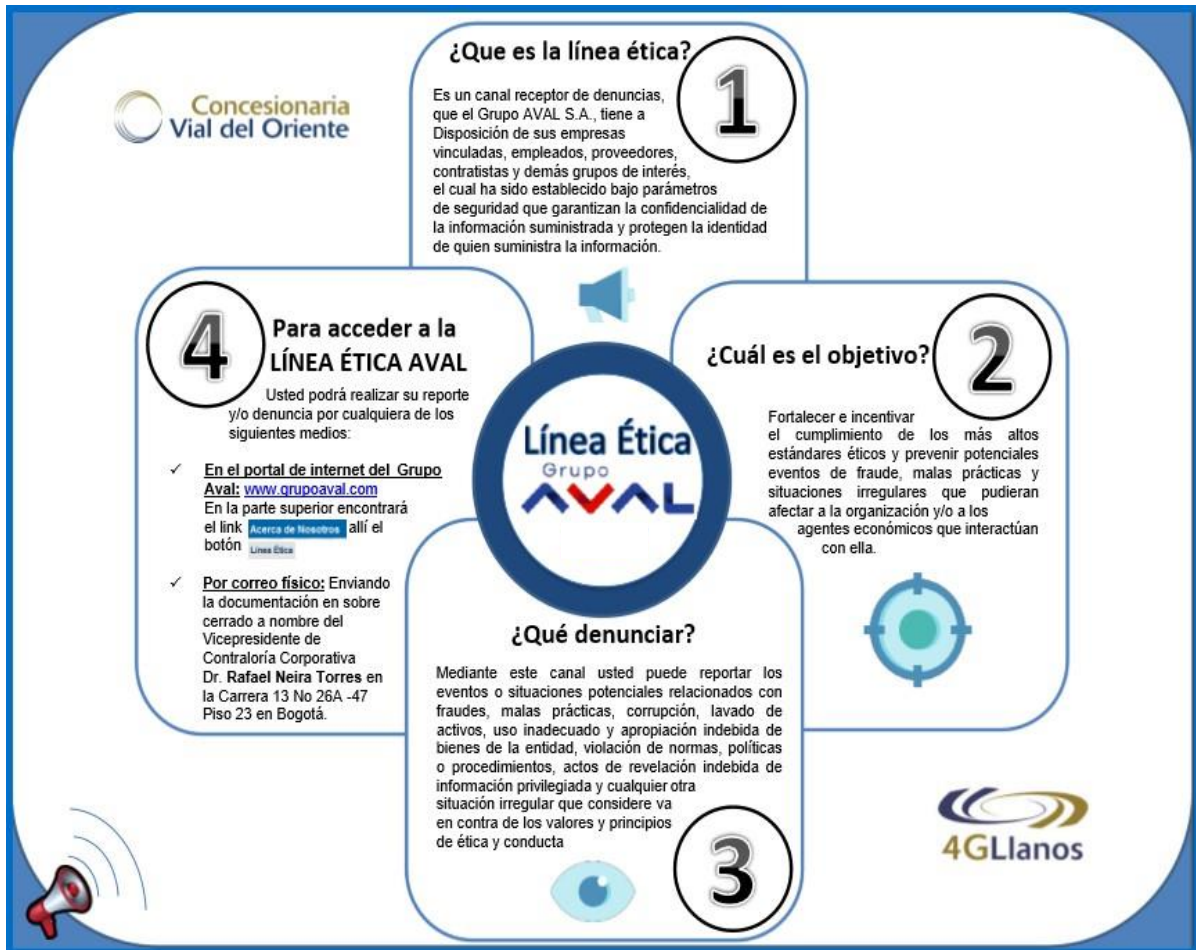 Concesionaria
Vial del Oriente
¿Que es la línea ética?
1
Es un canal receptor de denuncias,
que el Grupo AVAL S.A., tiene a
Disposición de sus empresas
vinculadas, empleados, proveedores,
contratistas y demás grupos de interés,
el cual ha sido establecido bajo parámetros
de seguridad que garantizan la confidencialidad de
la información suministrada y protegen la identidad
de quien suministra la información.
2
¿Cuál es el objetivo?
Fortalecer e incentivar
el cumplimiento de los más altos
estándares éticos y prevenir potenciales
eventos de fraude, malas prácticas y
situaciones irregulares que pudieran
afectar a la organización y/o a los
agentes económicos que interactúan
con ella.
Línea Ética
Grupo
AVAL
¿Qué denunciar?
Mediante este canal usted puede reportar los
eventos o situaciones potenciales relacionados con
fraudes, malas prácticas, corrupción, lavado de
activos, uso inadecuado y apropiación indebida de
bienes de la entidad, violación de normas, políticas
o procedimientos, actos de revelación indebida de
información privilegiada y cualquier otra
situación irregular que considere va
en contra de los valores y principios
de ética y conducta
3
4
Para acceder a la
LÍNEA ÉTICA AVAL
Usted podrá realizar su reporte
y/o denuncia por cualquiera de los
siguientes medios:
✓ En el portal de internet del Grupo
Aval: www.grupoaval.com
En la parte superior encontrará
el link Acerca de Nosotros allí el
botón Línea Ética
✓ Por correo físico: Enviando
la documentación en sobre
cerrado a nombre del
Vicepresidente de
Contraloría Corporativa
Dr. Rafael Neira Torres en
la Carrera 13 No 26A -47
Piso 23 en Bogotá.
4GLlanos